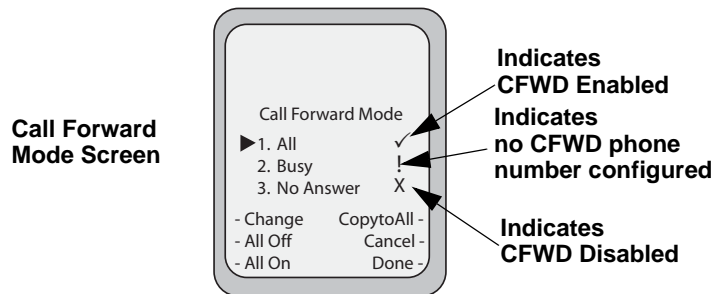 Call Forward
Mode Screen
Call Forward Mode
1. All ✓
2. Busy !
3. No Answer X
- Change CopytoAll -
- All Off Cancel -
- All On Done -
Indicates
CFWD Enabled
Indicates
no CFWD phone
number configured
Indicates
CFWD Disabled